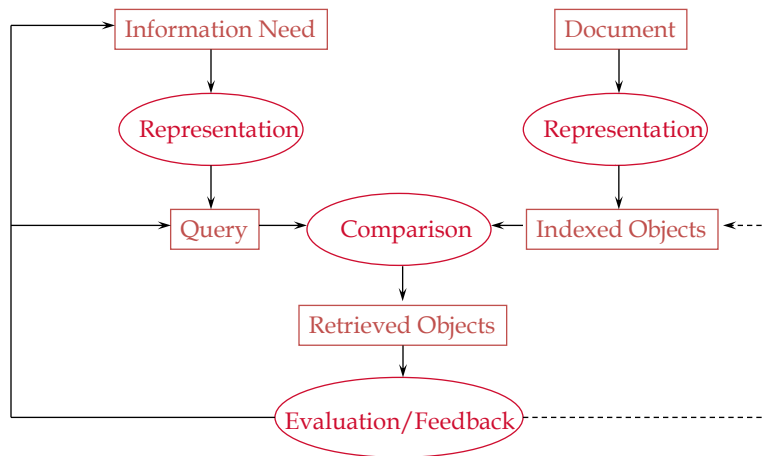 Information Need
Document
Representation
Representation
Query
Comparison
Indexed Objects
Retrieved Objects
Evaluation/Feedback